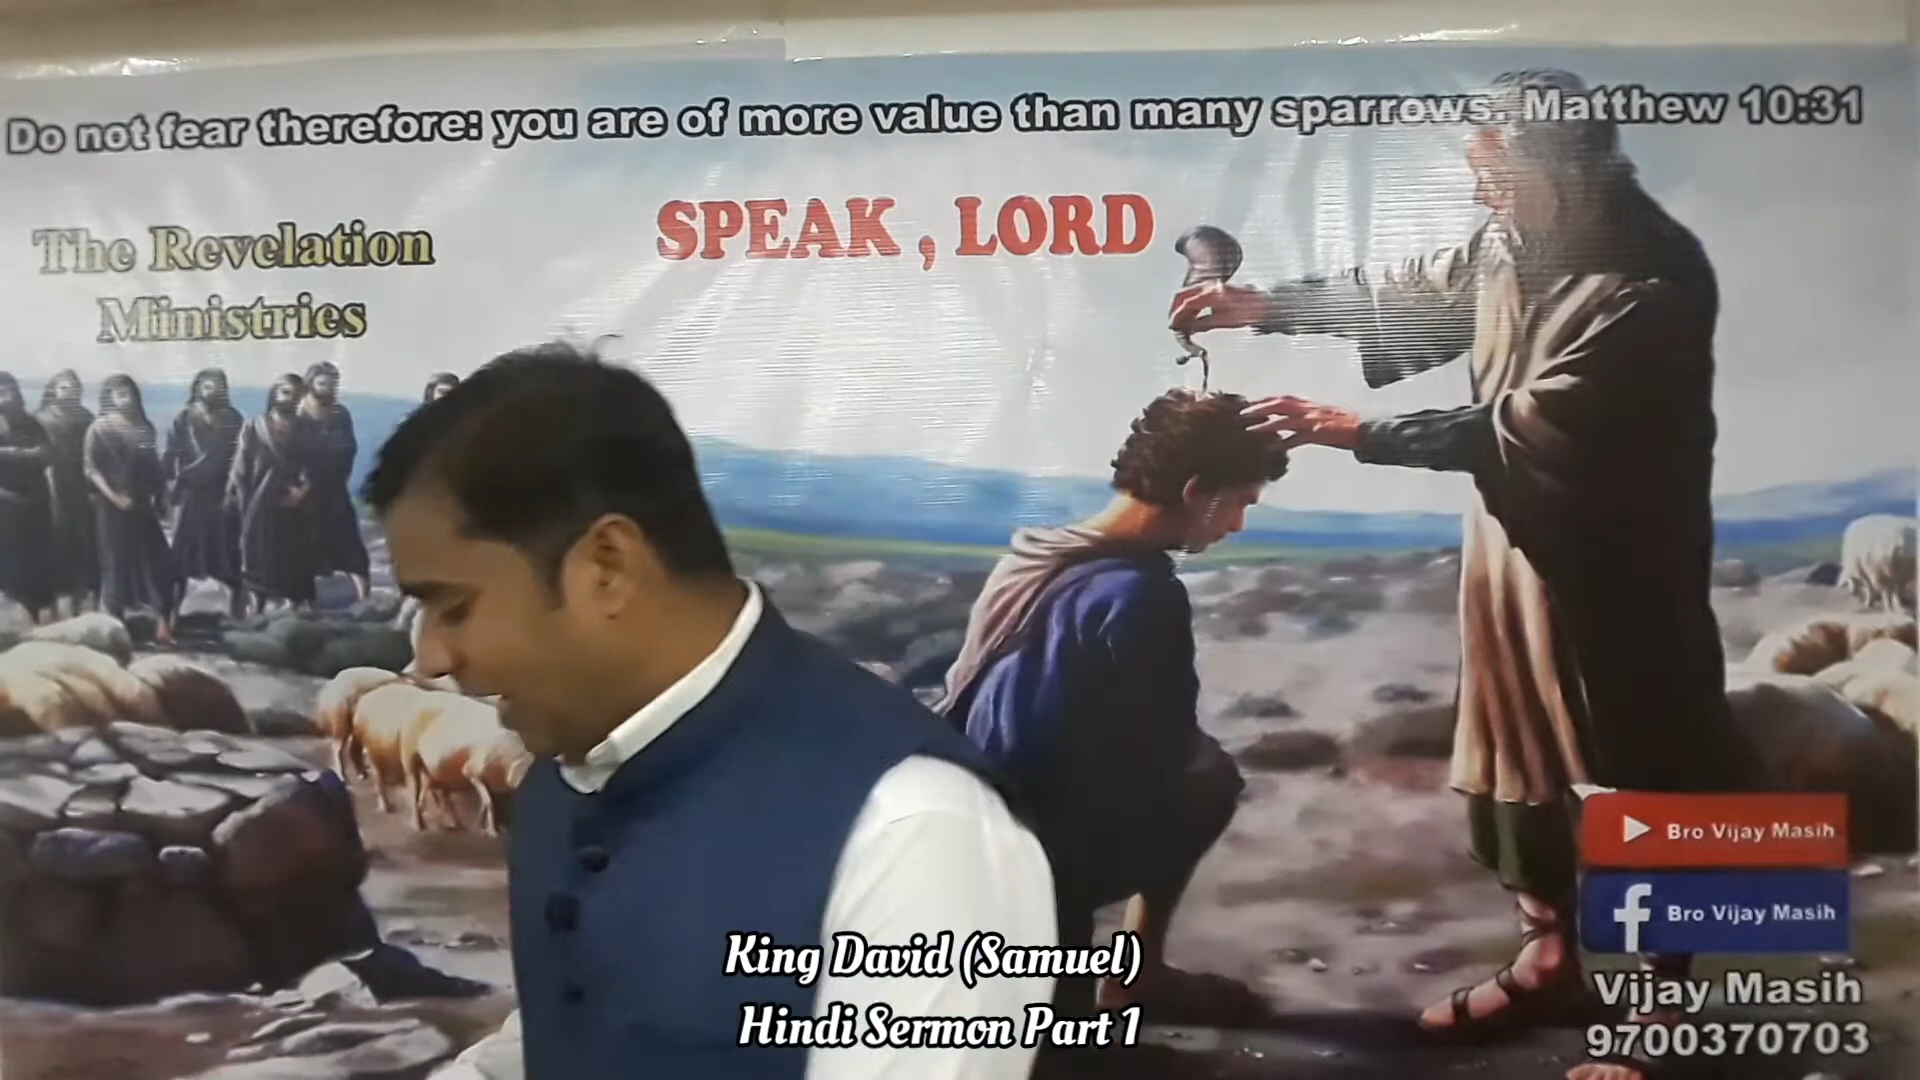 Do not fear therefore: you are of more value than many sparrows. Matthew 10:31
SPEAK , LORD
The Revelation
Ministries
Bro Vijay Masih
Bro Vijay Masih
Vijay Masih
9700370703
King David (Samuel)
Hindi Sermon Part 1